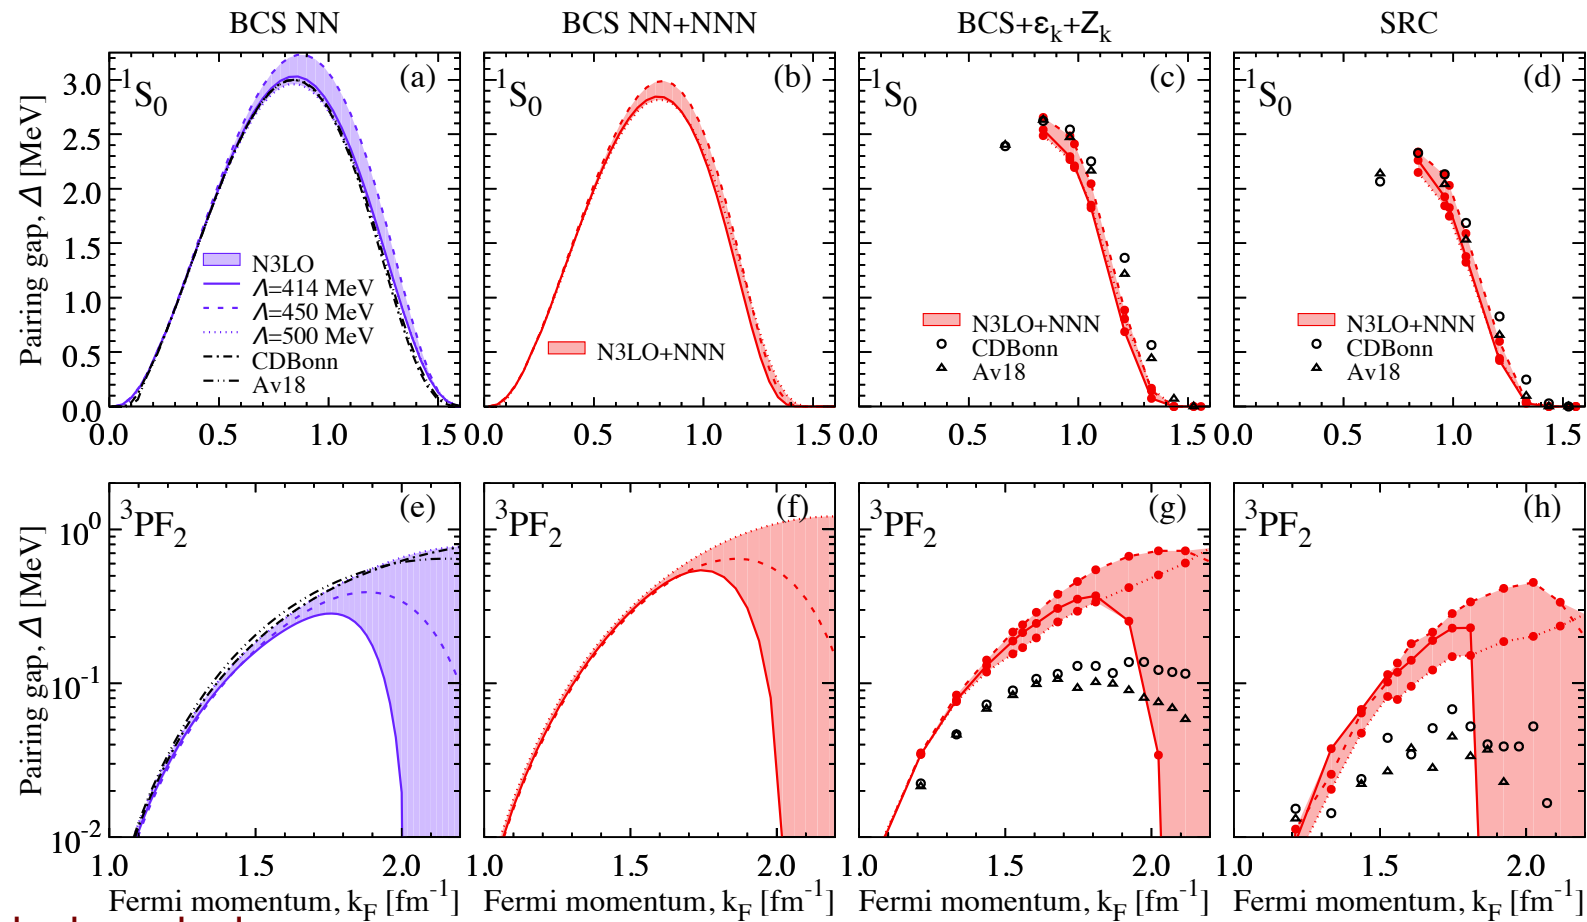 BCS NN
BCS NN+NNN
BCS+εk+Zk
SRC
Pairing gap, Δ [MeV]
3.0
2.5
2.0
1.5
1.0
0.5
0.0
1S0
(a)
N3LO
Λ=414 MeV
Λ=450 MeV
Λ=500 MeV
CDBonn
Av18
1S0
(b)
N3LO+NNN
1S0
(c)
N3LO+NNN
CDBonn
Av18
1S0
(d)
N3LO+NNN
CDBonn
Av18
0.0 0.5 1.0 1.5
0.0 0.5 1.0 1.5
0.0 0.5 1.0 1.5
0.0 0.5 1.0 1.5
Pairing gap, Δ [MeV]
10^0
10^-1
10^-2
3PF2
(e)
3PF2
(f)
3PF2
(g)
3PF2
(h)
1.0 1.5 2.0
1.0 1.5 2.0
1.0 1.5 2.0
1.0 1.5 2.0
Fermi momentum, kF [fm-1]
Fermi momentum, kF [fm-1]
Fermi momentum, kF [fm-1]
Fermi momentum, kF [fm-1]